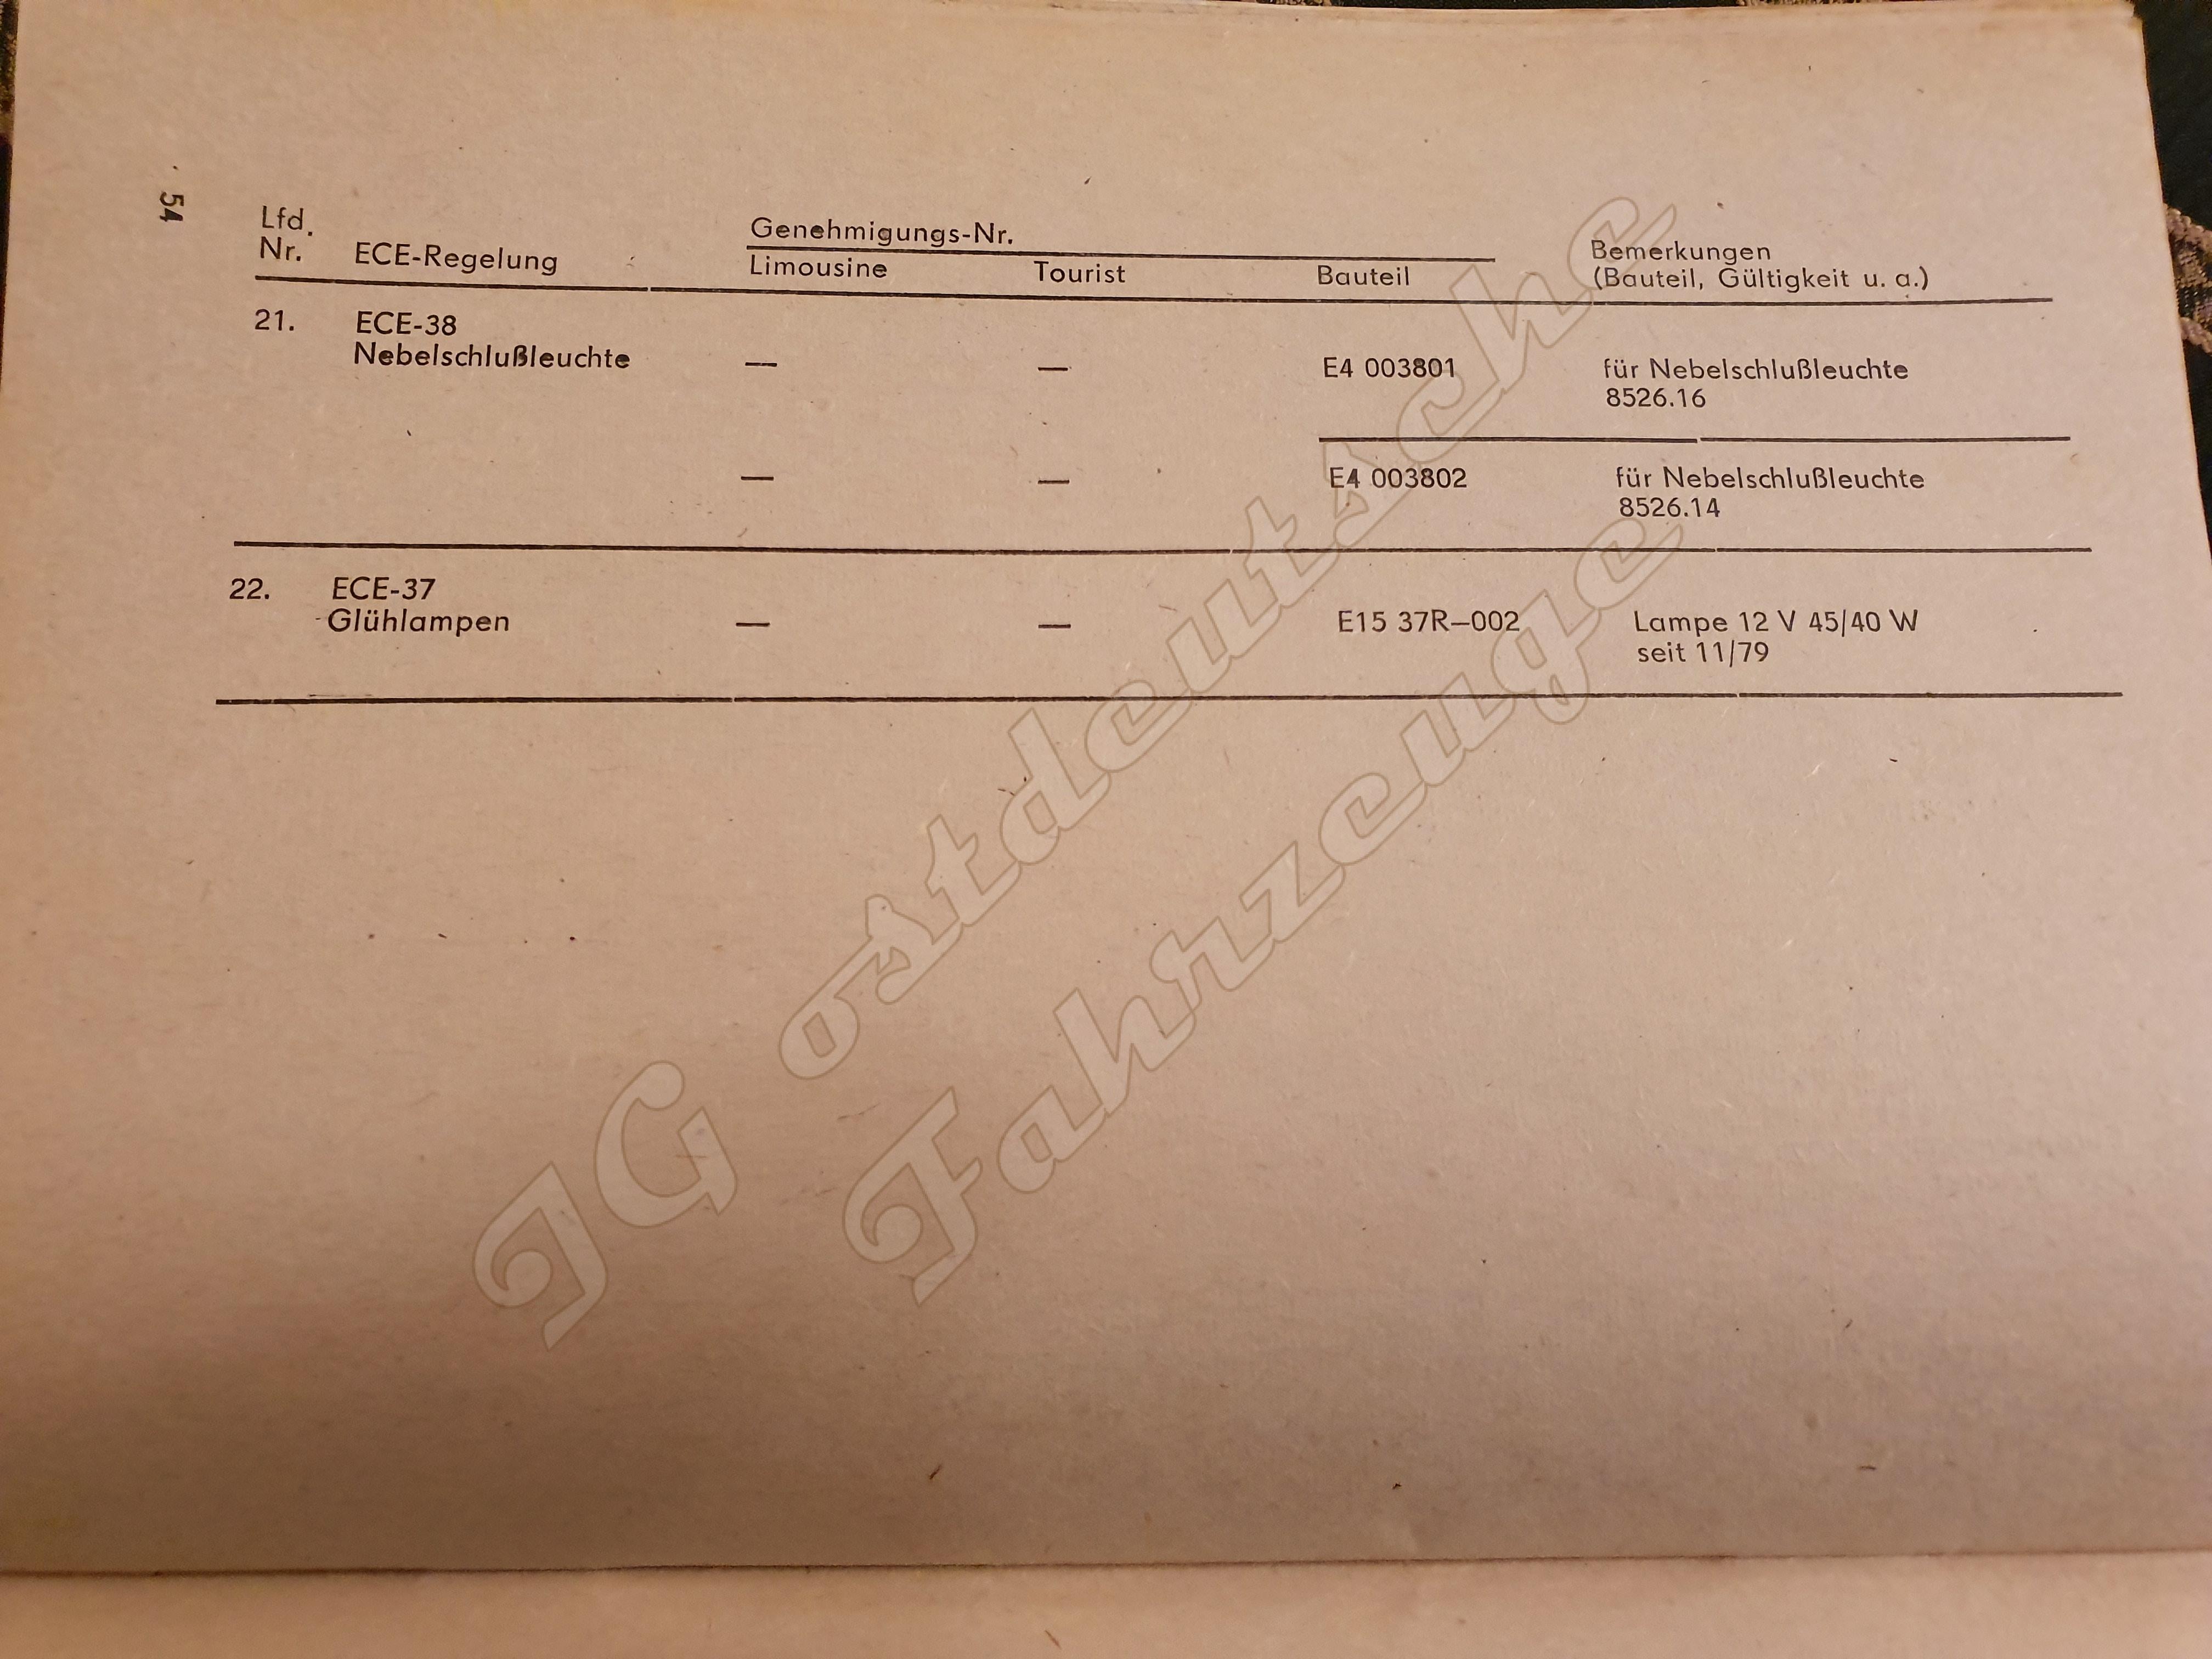 54
Lfd.
Nr. ECE-Regelung
Genehmigungs-Nr.
Limousine Tourist Bauteil
Bemerkungen
(Bauteil, Gültigkeit u. a.)
21. ECE-38
Nebelschlußleuchte — — E4 003801 für Nebelschlußleuchte
8526.16
— — E4 003802 für Nebelschlußleuchte
8526.14
22. ECE-37
Glühlampen — — E15 37R—002 Lampe 12 V 45/40 W
seit 11/79
IG ostdeutsche
Fahrzeuge